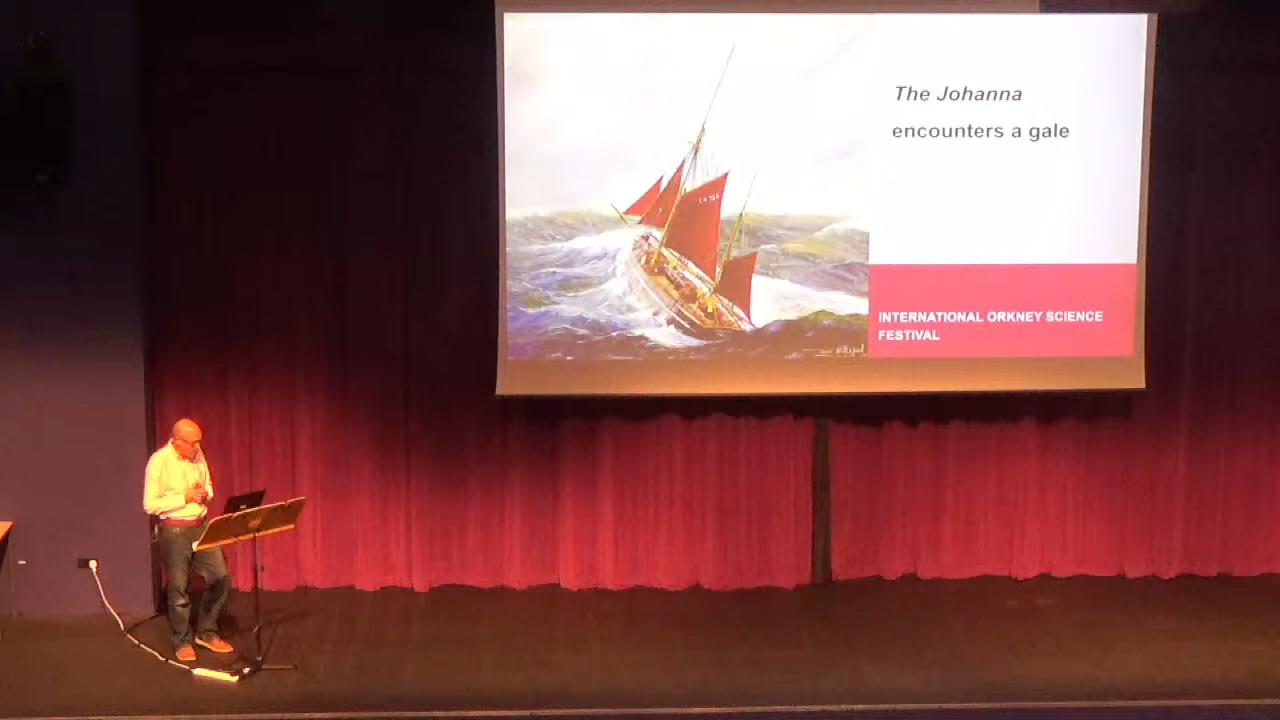 The Johanna
encounters a gale
INTERNATIONAL ORKNEY SCIENCE
FESTIVAL